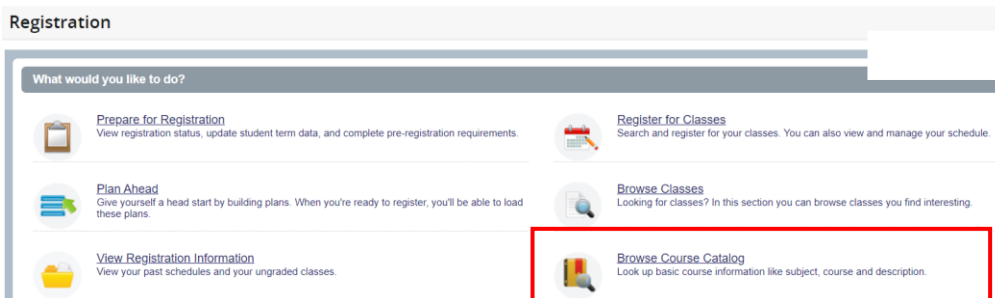 Registration
What would you like to do?
Prepare for Registration
View registration status, update student term data, and complete pre-registration requirements.
Register for Classes
Search and register for your classes. You can also view and manage your schedule.
Plan Ahead
Give yourself a head start by building plans. When you're ready to register, you'll be able to load
these plans.
Browse Classes
Looking for classes? In this section you can browse classes you find interesting.
View Registration Information
View your past schedules and your ungraded classes.
Browse Course Catalog
Look up basic course information like subject, course and description.